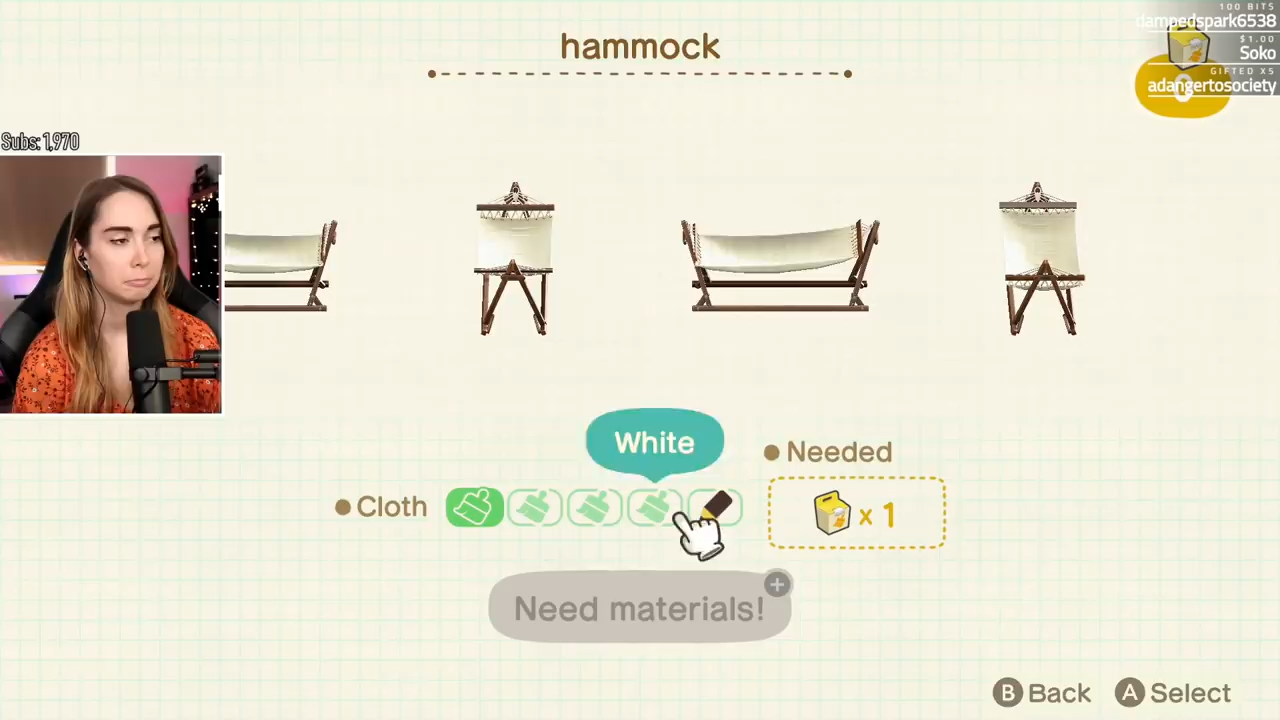 hammock
100 BITS
dampedspark6538
$1.00
Soko
GIFTED X5
adangertosociety
0
Subs: 1,970
White
Needed
Cloth
x 1
Need materials!
+
B Back
A Select